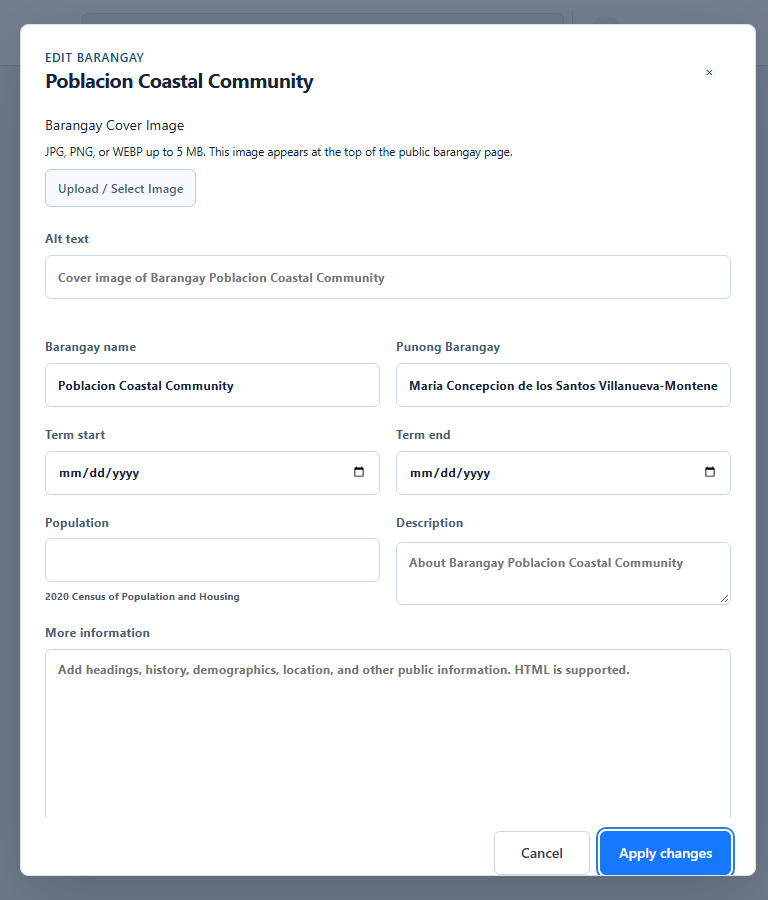 EDIT BARANGAY
Poblacion Coastal Community
×
Barangay Cover Image
JPG, PNG, or WEBP up to 5 MB. This image appears at the top of the public barangay page.
Upload / Select Image
Alt text
Cover image of Barangay Poblacion Coastal Community
Barangay name
Punong Barangay
Poblacion Coastal Community
Maria Concepcion de los Santos Villanueva-Montene
Term start
Term end
mm/dd/yyyy
mm/dd/yyyy
Population
Description
About Barangay Poblacion Coastal Community
2020 Census of Population and Housing
More information
Add headings, history, demographics, location, and other public information. HTML is supported.
Cancel
Apply changes